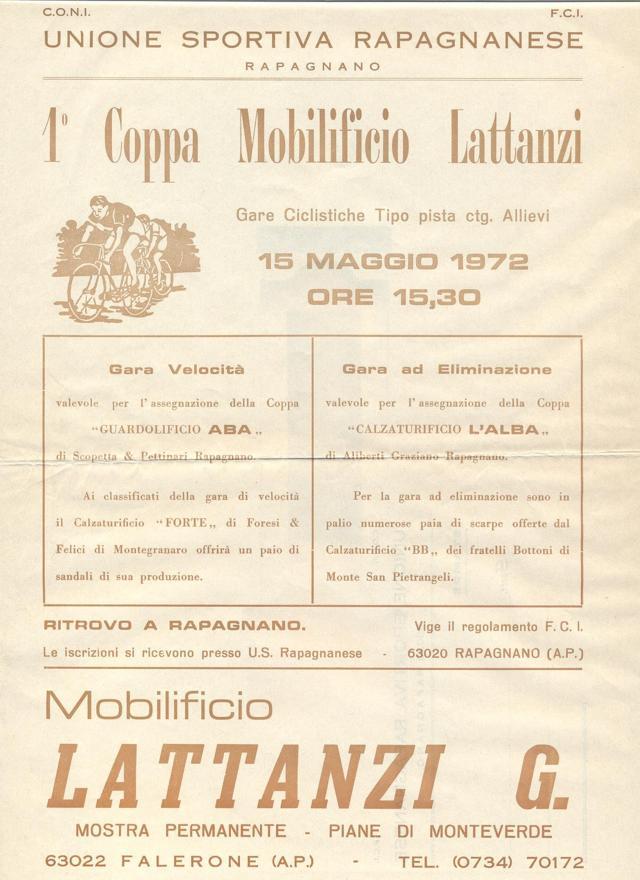 C.O.N.I. F.C.I.
UNIONE SPORTIVA RAPAGNANESE
RAPAGNANO
1° Coppa Mobilificio Lattanzi
Gare Ciclistiche Tipo pista ctg. Allievi
15 MAGGIO 1972
ORE 15,30
Gara Velocità
valevole per l'assegnazione della Coppa
"GUARDOLIFICIO ABA„
di Scopetta & Pettinari Rapagnano.
Ai classificati della gara di velocità
il Calzaturificio "FORTE„ di Foresi &
Felici di Montegranaro offrirà un paio di
sandali di sua produzione.
Gara ad Eliminazione
valevole per l'assegnazione della Coppa
"CALZATURIFICIO L'ALBA„
di Aliberti Graziano Rapagnano.
Per la gara ad eliminazione sono in
palio numerose paia di scarpe offerte dal
Calzaturificio "BB„ dei fratelli Bottoni di
Monte San Pietrangeli.
RITROVO A RAPAGNANO. Vige il regolamento F.C.I.
Le iscrizioni si ricevono presso U.S. Rapagnanese - 63020 RAPAGNANO (A.P.)
Mobilificio
LATTANZI G.
MOSTRA PERMANENTE - PIANE DI MONTEVERDE
63022 FALERONE (A.P.) - TEL. (0734) 70172